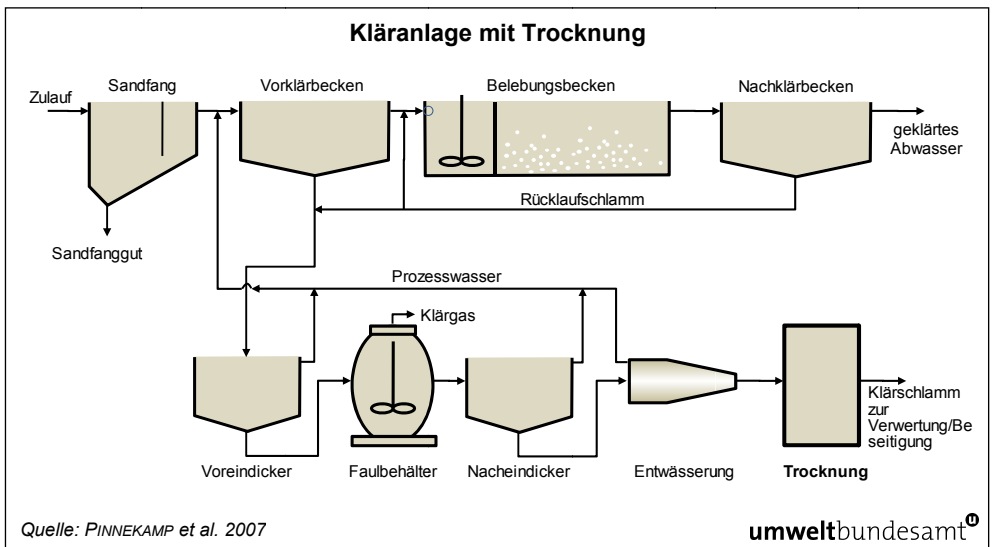 Kläranlage mit Trocknung
Zulauf
Sandfang
Vorklärbecken
Belebungsbecken
Nachklärbecken
geklärtes
Abwasser
Rücklaufschlamm
Sandfanggut
Prozesswasser
Klärgas
Klärschlamm
zur
Verwertung/Be
seitigung
Voreindicker
Faulbehälter
Nacheindicker
Entwässerung
Trocknung
Quelle: PINNEKAMP et al. 2007
umweltbundesamt u